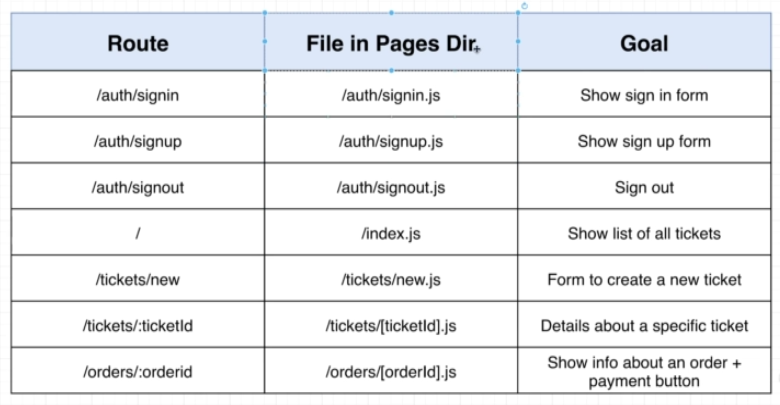 Route File in Pages Dir Goal
/auth/signin /auth/signin.js Show sign in form
/auth/signup /auth/signup.js Show sign up form
/auth/signout /auth/signout.js Sign out
/ /index.js Show list of all tickets
/tickets/new /tickets/new.js Form to create a new ticket
/tickets/:ticketId /tickets/[ticketId].js Details about a specific ticket
/orders/:orderid /orders/[orderId].js Show info about an order +
payment button